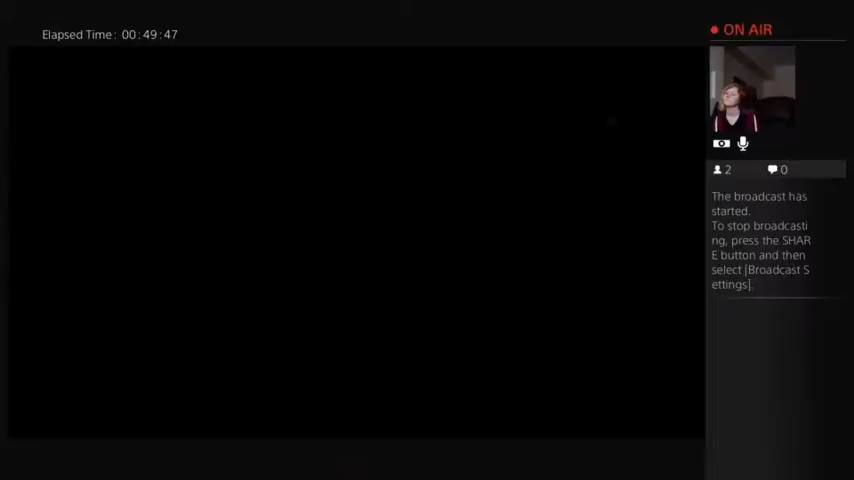 Elapsed Time: 00:49:47
ON AIR
2
0
The broadcast has
started.
To stop broadcasti
ng, press the SHAR
E button and then
select [Broadcast S
ettings].